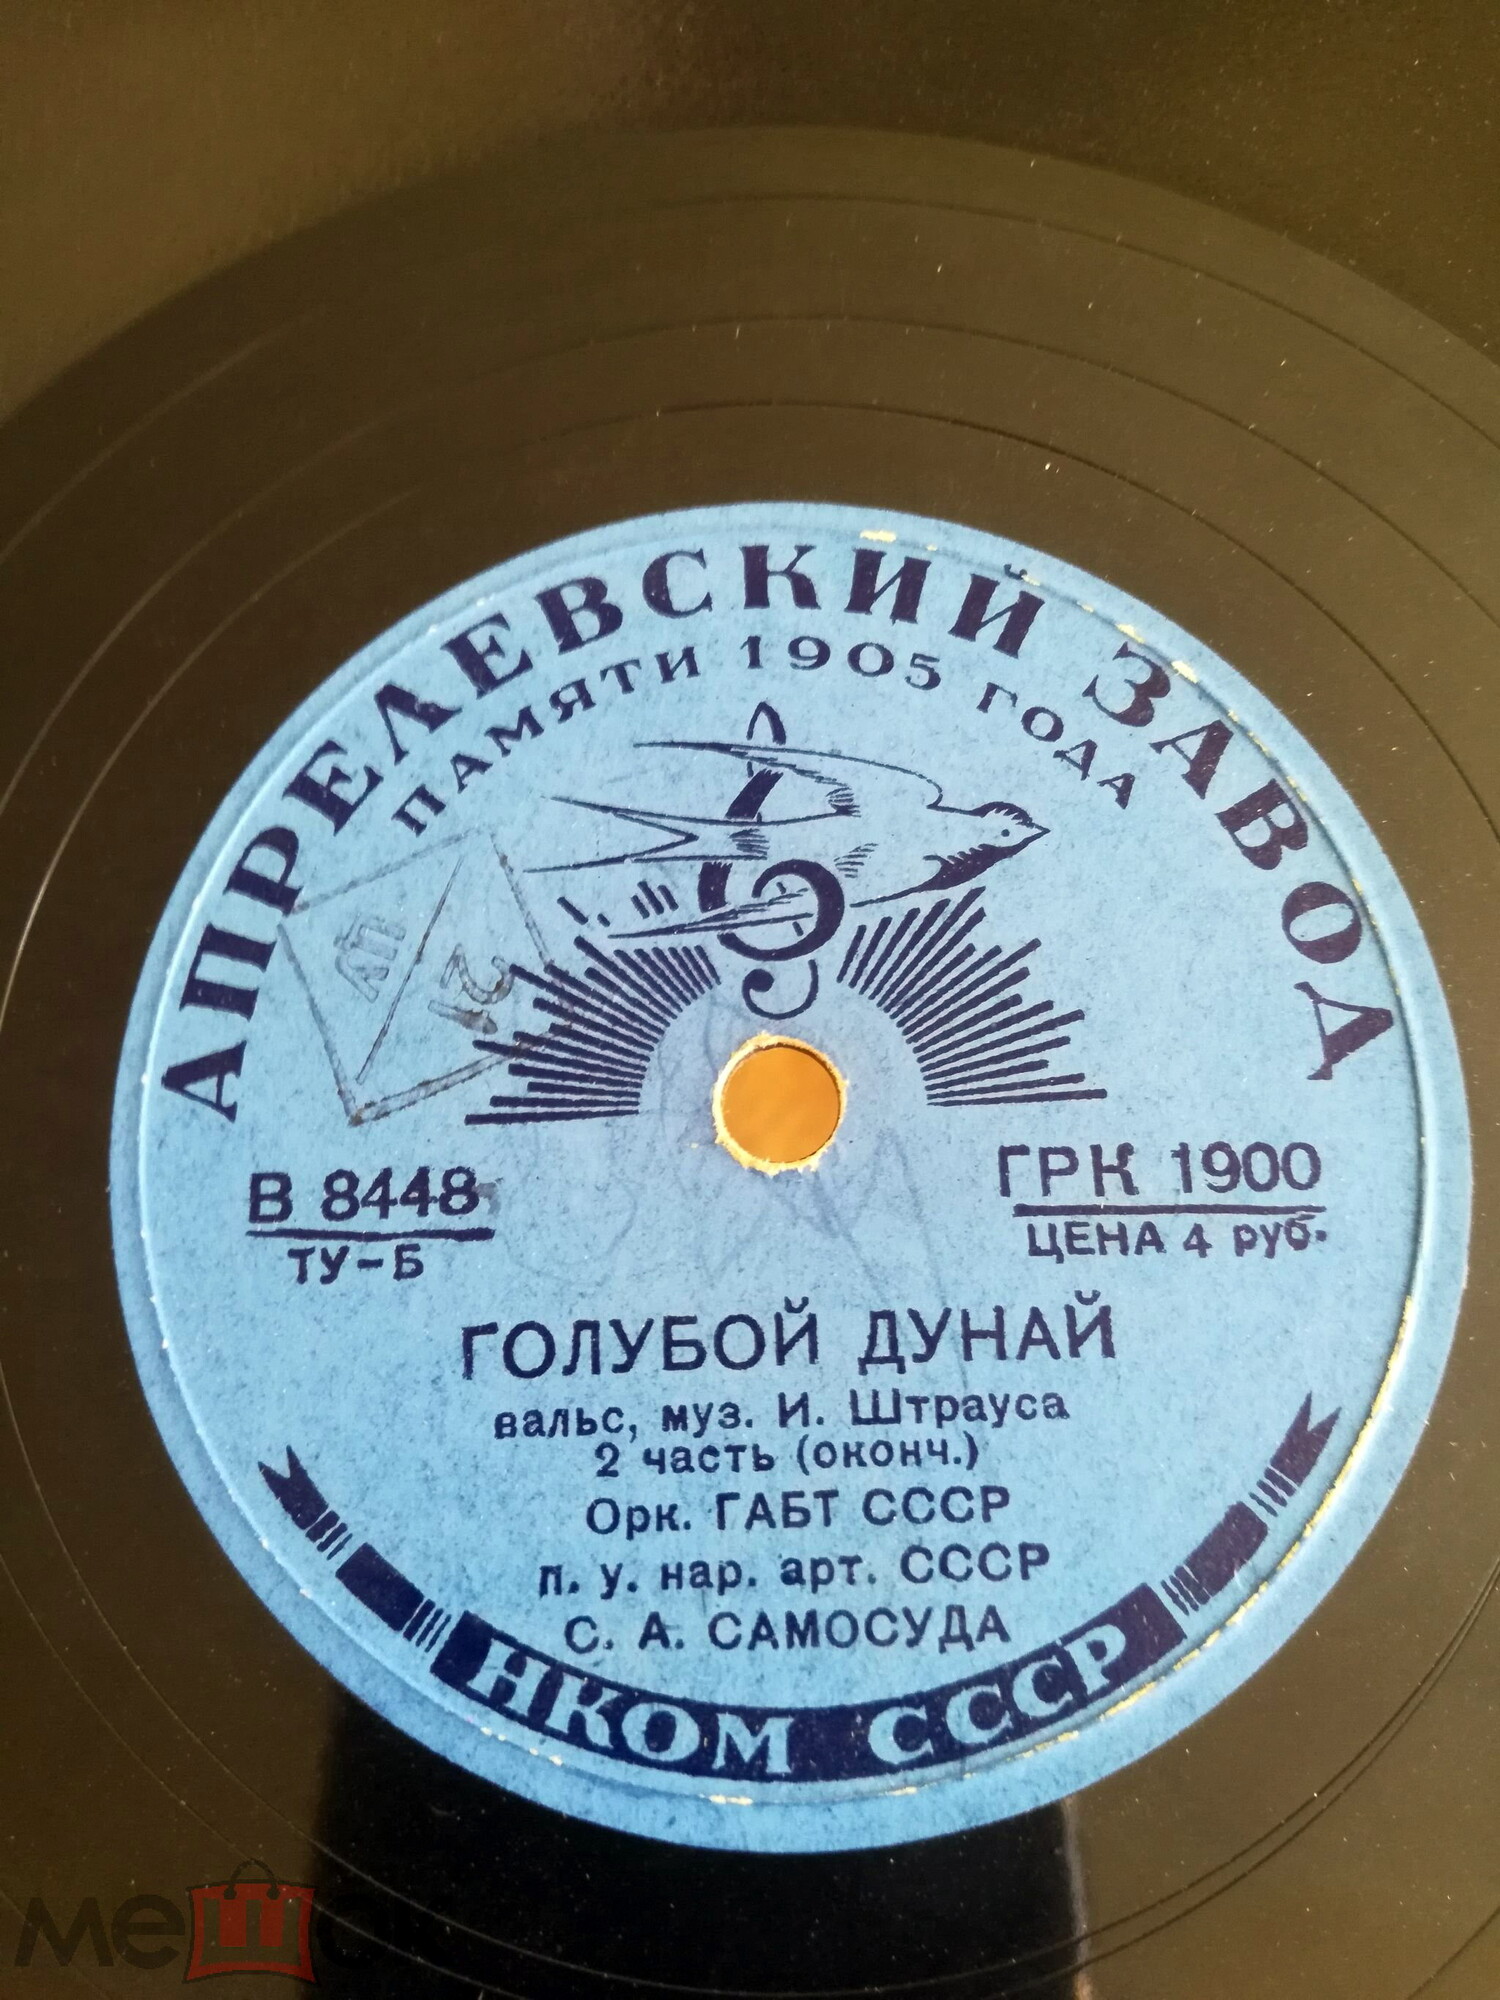 АПРЕЛЕВСКИЙ ЗАВОД
ПАМЯТИ 1905 ГОДА
В 8448
ТУ-Б
ГРК 1900
ЦЕНА 4 руб.
ГОЛУБОЙ ДУНАЙ
вальс, муз. И. Штрауса
2 часть (оконч.)
Орк. ГАБТ СССР
п. у. нар. арт. СССР
С. А. САМОСУДА
НКОМ СССР
мешок